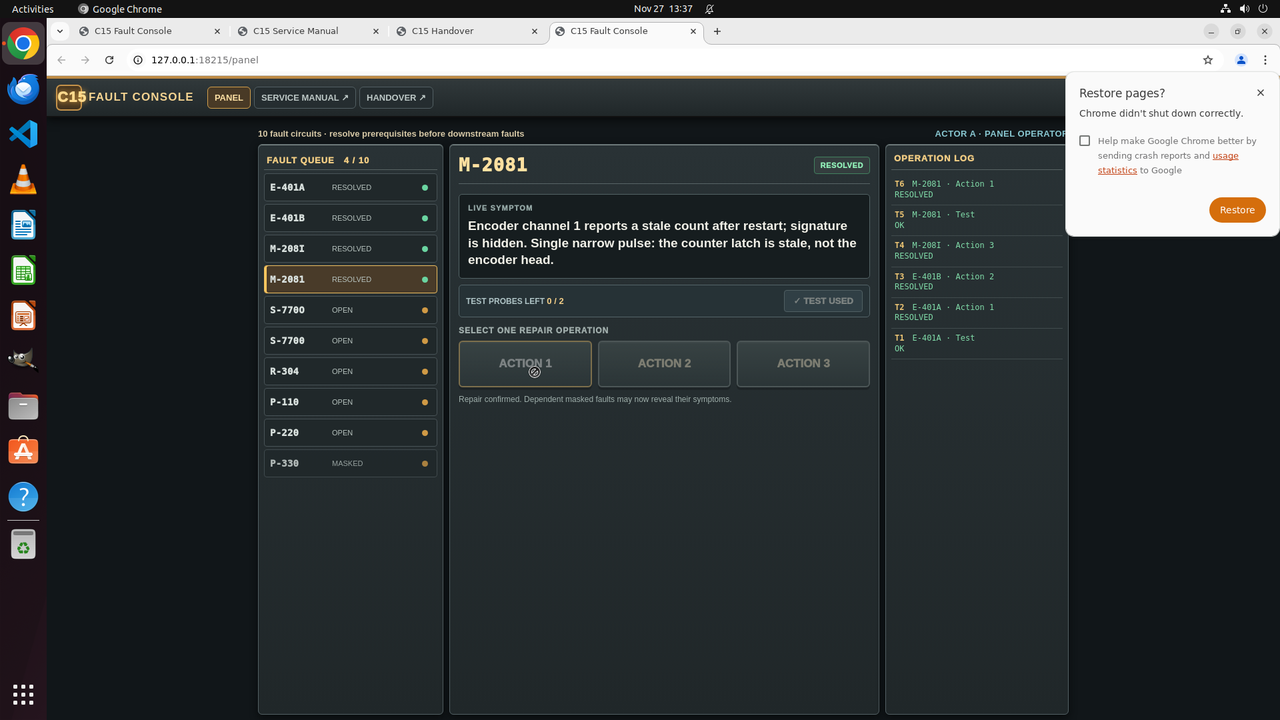 Activities
Google Chrome
Nov 27 13:37
C15 Fault Console
C15 Service Manual
C15 Handover
C15 Fault Console
127.0.0.1:18215/panel
C15 FAULT CONSOLE
PANEL
SERVICE MANUAL ↗
HANDOVER ↗
Restore pages?
Chrome didn't shut down correctly.
Help make Google Chrome better by
sending crash reports and usage
statistics to Google
Restore
10 fault circuits · resolve prerequisites before downstream faults
ACTOR A · PANEL OPERATOR
FAULT QUEUE 4 / 10
E-401A RESOLVED
E-401B RESOLVED
M-208I RESOLVED
M-2081 RESOLVED
S-77O0 OPEN
S-7700 OPEN
R-304 OPEN
P-110 OPEN
P-220 OPEN
P-330 MASKED
M-2081
RESOLVED
LIVE SYMPTOM
Encoder channel 1 reports a stale count after restart; signature
is hidden. Single narrow pulse: the counter latch is stale, not the
encoder head.
TEST PROBES LEFT 0 / 2
✓ TEST USED
SELECT ONE REPAIR OPERATION
ACTION 1
ACTION 2
ACTION 3
Repair confirmed. Dependent masked faults may now reveal their symptoms.
OPERATION LOG
T6 M-2081 · Action 1
RESOLVED
T5 M-2081 · Test
OK
T4 M-208I · Action 3
RESOLVED
T3 E-401B · Action 2
RESOLVED
T2 E-401A · Action 1
RESOLVED
T1 E-401A · Test
OK